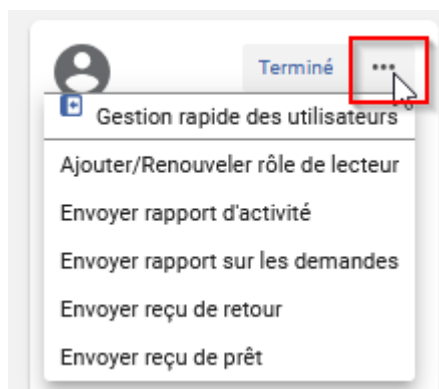 Terminé
Gestion rapide des utilisateurs
Ajouter/Renouveler rôle de lecteur
Envoyer rapport d'activité
Envoyer rapport sur les demandes
Envoyer reçu de retour
Envoyer reçu de prêt